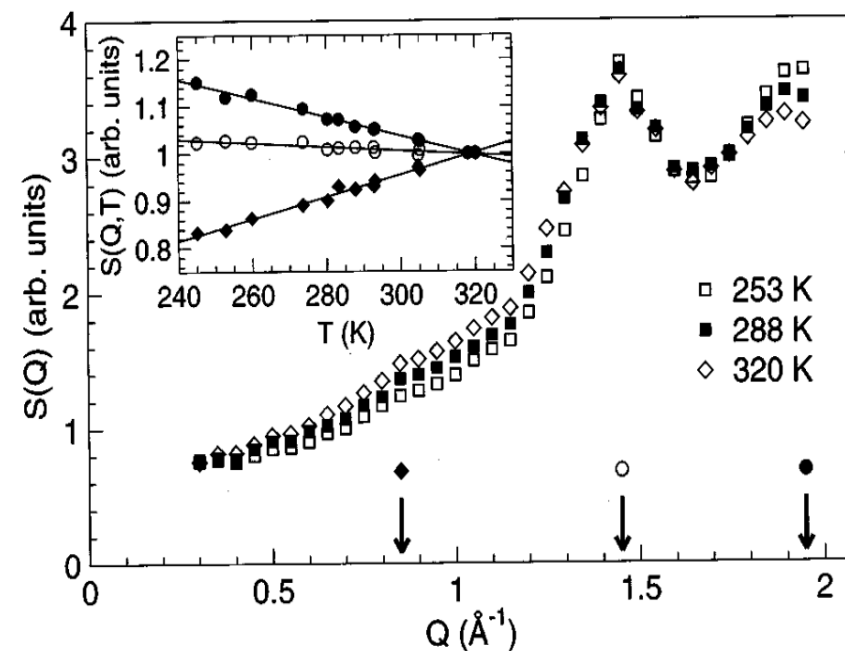 4
3
2
1
0
S(Q) (arb. units)
0
0.5
1
1.5
2
Q (Å⁻¹)
1.2
1.1
1
0.9
0.8
S(Q,T) (arb. units)
240
260
280
300
320
T (K)
253 K
288 K
320 K